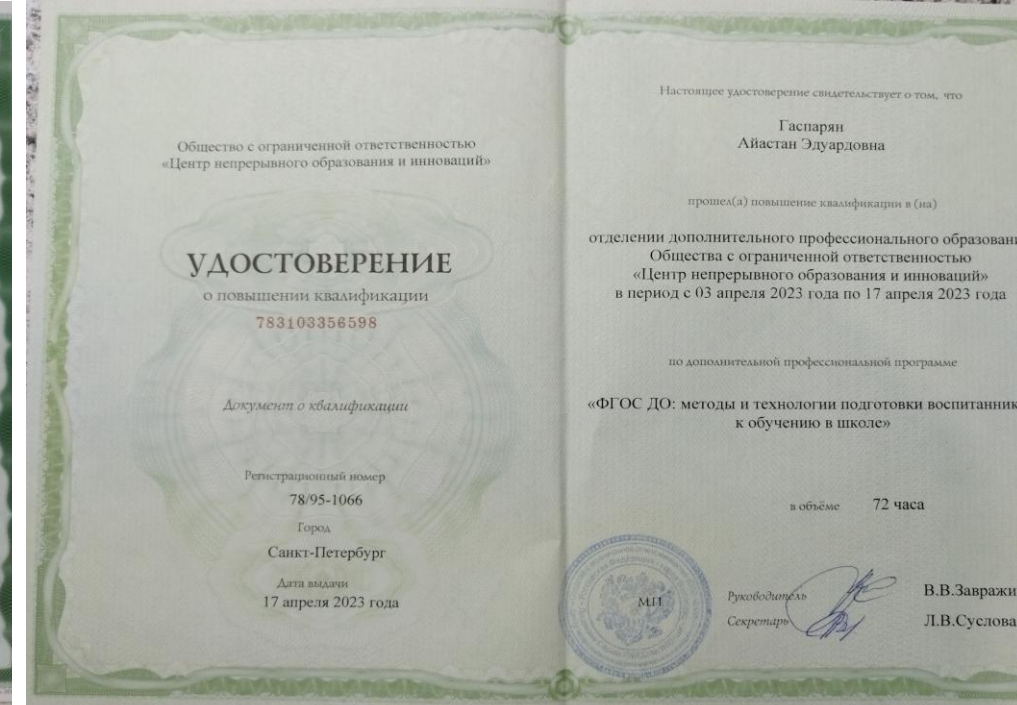 Общество с ограниченной ответственностью
«Центр непрерывного образования и инноваций»
УДОСТОВЕРЕНИЕ
о повышении квалификации
783103356598
Документ о квалификации
Регистрационный номер
78/95-1066
Город
Санкт-Петербург
Дата выдачи
17 апреля 2023 года
Настоящее удостоверение свидетельствует о том, что
Гаспарян
Айастан Эдуардовна
прошел(а) повышение квалификации в (на)
отделении дополнительного профессионального образовани
Общества с ограниченной ответственностью
«Центр непрерывного образования и инноваций»
в период с 03 апреля 2023 года по 17 апреля 2023 года
по дополнительной профессиональной программе
«ФГОС ДО: методы и технологии подготовки воспитанник
к обучению в школе»
в объёме 72 часа
М.П.
Руководитель В.В.Завражи
Секретарь Л.В.Суслова